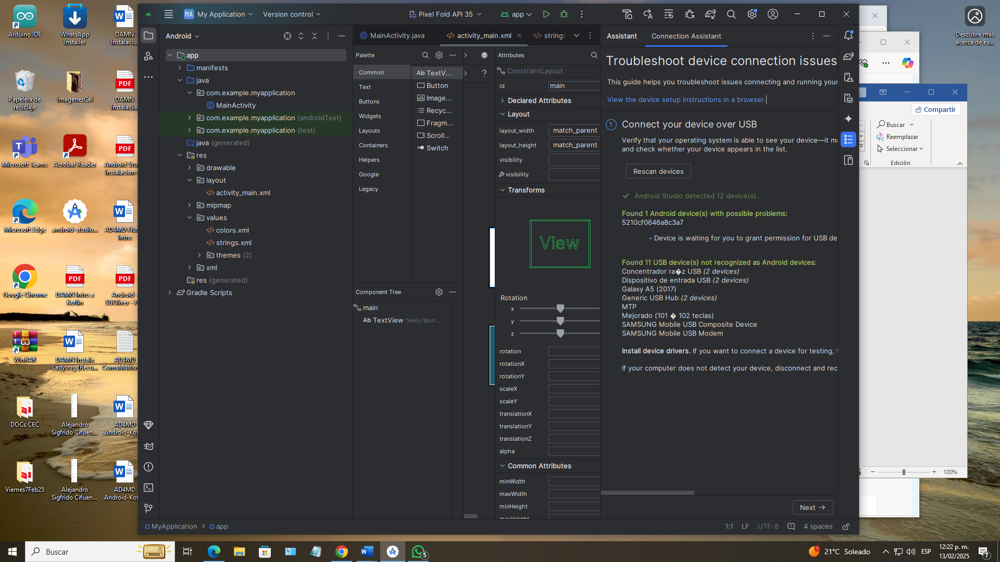 Arduino IDE
WhatsApp
Installer
DAMN
Instalaci...
Papelera de
reciclaje
ImagenesCel
DAMN
Instalaci...
Microsoft Teams
Acrobat Reader
Android Stu
Instalacion y
Microsoft Edge
android-studio...
AD4MD Flut
Intro
Google Chrome
DAMN Intro a
Kotlin
Android -
SGOliver - F
WinRAR
DAMN Instala
Ladybug (Recu...
AD4MD
ComsMultius
DOCs CEC
Alejandro
Sigfrido Cifuen...
AD4MD
Android-Kot
Viernes7Feb25
Alejandro
Sigfrido Cifuen...
AD4MD
Android-Kot
MA My Application
Version control
Pixel Fold API 35
app
Android
app
manifests
java
com.example.myapplication
MainActivity
com.example.myapplication (androidTest)
com.example.myapplication (test)
java (generated)
res
drawable
layout
activity_main.xml
mipmap
values
colors.xml
strings.xml
themes (2)
xml
res (generated)
Gradle Scripts
MainActivity.java
activity_main.xml
strings
Palette
Common
Text
Buttons
Widgets
Layouts
Containers
Helpers
Google
Legacy
Ab TextV...
Button
Image...
Recyc...
Fragm...
Scroll...
Switch
Component Tree
main
Ab TextView "Hello Worl...
Attributes
ConstraintLayout
id main
Declared Attributes
Layout
layout_width match_parent
layout_height match_parent
visibility
visibility
Transforms
View
Rotation
x
y
z
rotation
rotationX
rotationY
scaleX
scaleY
translationX
translationY
translationZ
alpha
Common Attributes
minWidth
maxWidth
minHeight
maxHeight
Assistant
Connection Assistant
Troubleshoot device connection issues
This guide helps you troubleshoot issues connecting and running your
View the device setup instructions in a browser.
1 Connect your device over USB
Verify that your operating system is able to see your device—it ma
and check whether your device appears in the list.
Rescan devices
Android Studio detected 12 device(s).
Found 1 Android device(s) with possible problems:
5210cf0646a8c3a7
- Device is waiting for you to grant permission for USB de
Found 11 USB device(s) not recognized as Android devices:
Concentrador ra�z USB (2 devices)
Dispositivo de entrada USB (2 devices)
Galaxy A5 (2017)
Generic USB Hub (2 devices)
MTP
Mejorado (101 � 102 teclas)
SAMSUNG Mobile USB Composite Device
SAMSUNG Mobile USB Modem
Install device drivers. If you want to connect a device for testing, t
If your computer does not detect your device, disconnect and rec
Next →
MyApplication > app
1:1 LF UTF-8 4 spaces
Descubre más
acerca de es...
Compartir
Buscar
Reemplazar
Seleccionar
Edición
100%
Buscar
5
1
21°C Soleado
ESP
12:22 p. m.
13/02/2025
7